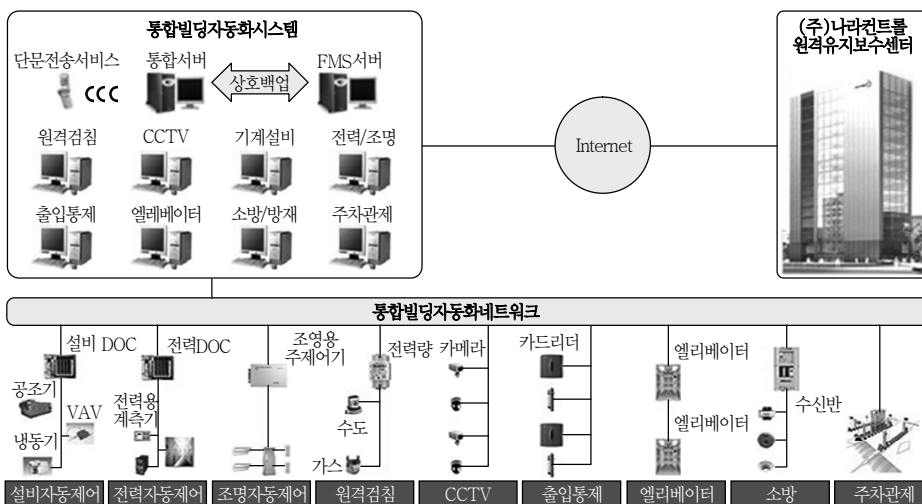 통합빌딩자동화시스템
단문전송서비스
통합서버
FMS서버
상호백업
원격검침
CCTV
기계설비
전력/조명
출입통제
엘레베이터
소방/방재
주차관제
Internet
(주)나라컨트롤
원격유지보수센터
통합빌딩자동화네트워크
설비 DOC
공조기
VAV
냉동기
전력DOC
전력용
계측기
조영용
주제어기
전력량
수도
가스
카메라
카드리더
엘리베이터
엘리베이터
수신반
설비자동제어
전력자동제어
조명자동제어
원격검침
CCTV
출입통제
엘리베이터
소방
주차관제